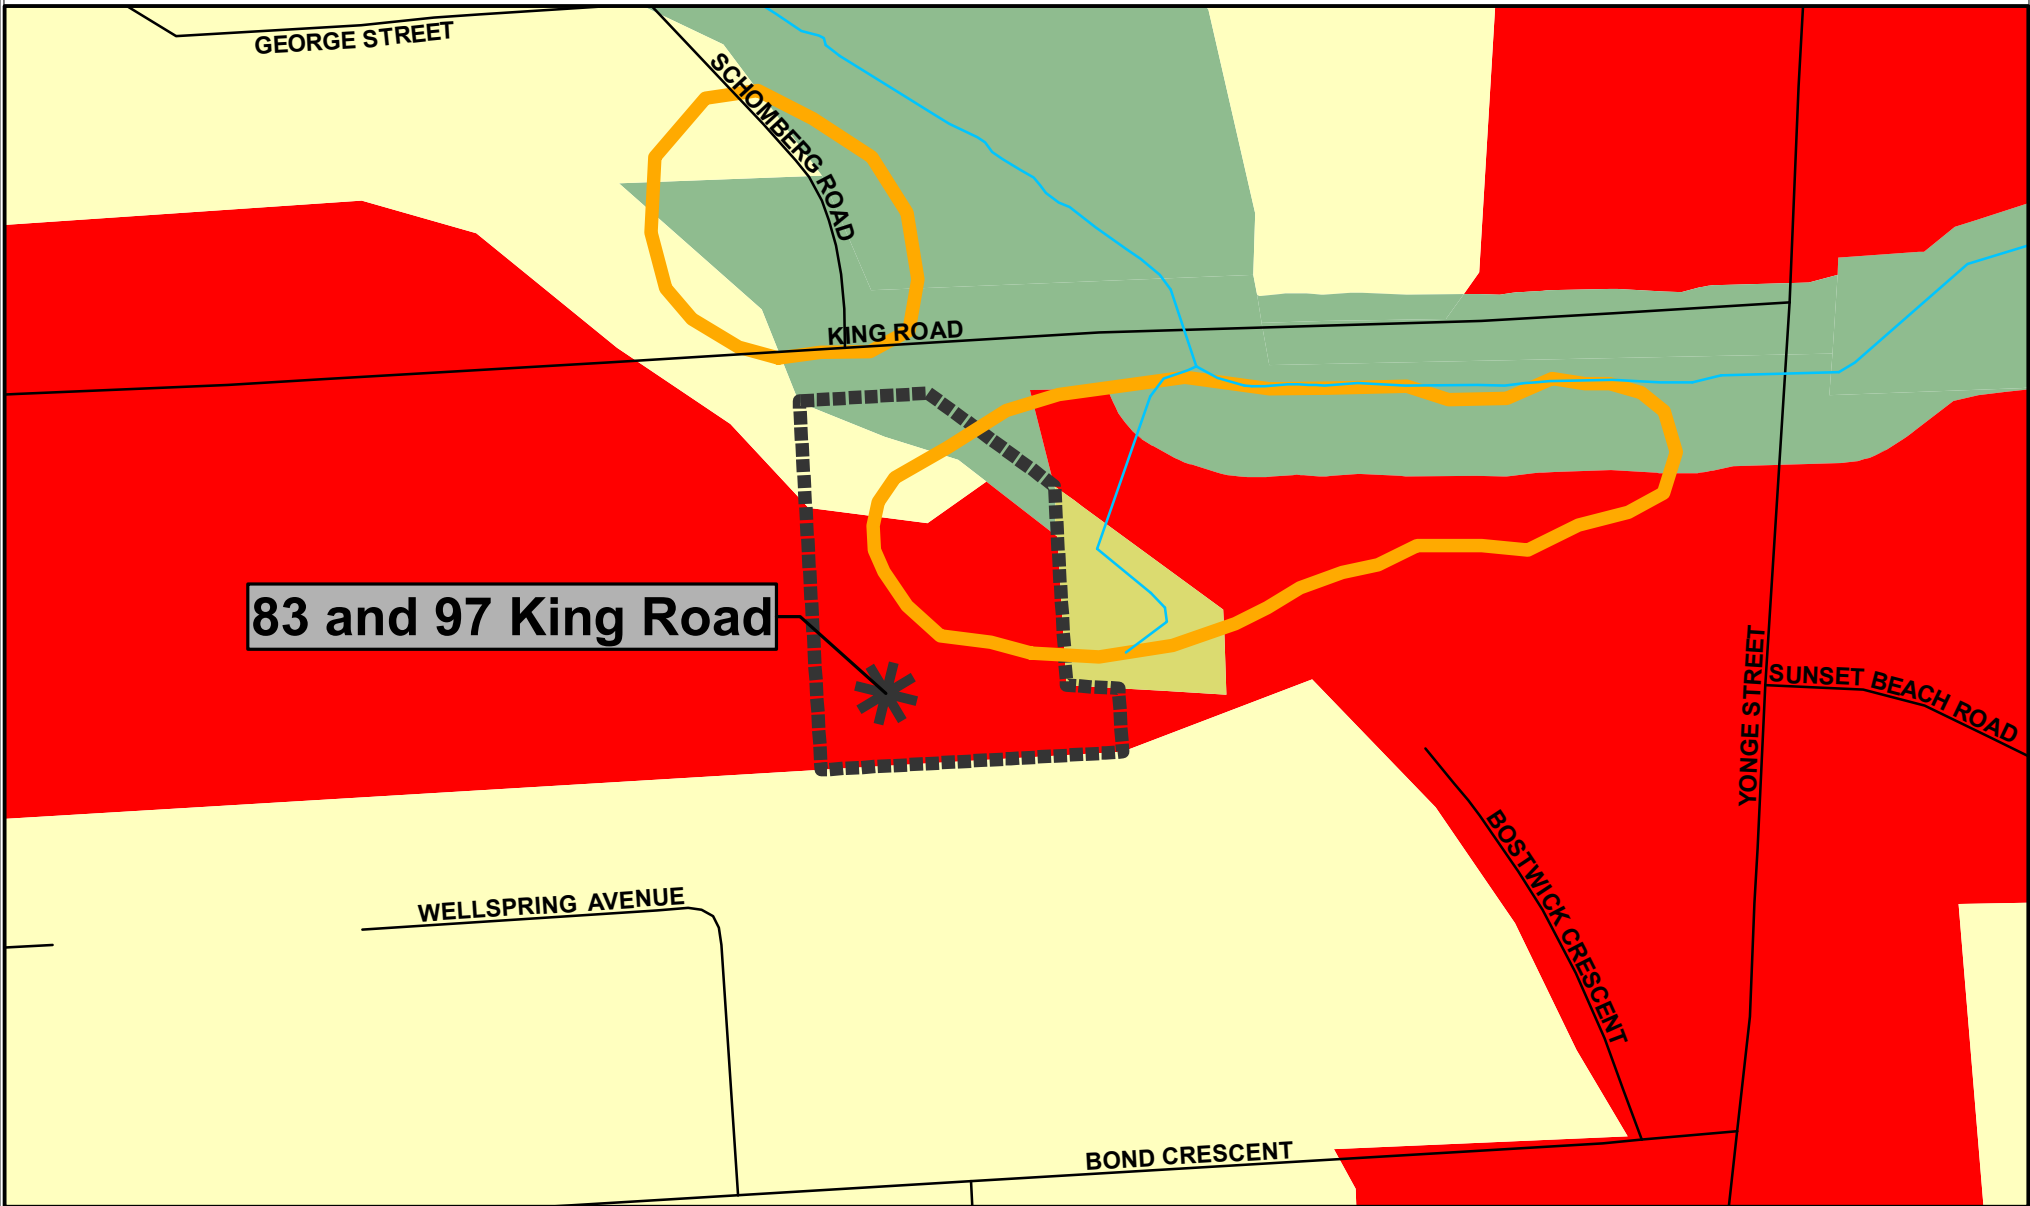 GEORGE STREET
SCHOMBERG ROAD
KING ROAD
83 and 97 King Road
YONGE STREET
SUNSET BEACH ROAD
BOSTWICK CRESCENT
WELLSPRING AVENUE
BOND CRESCENT